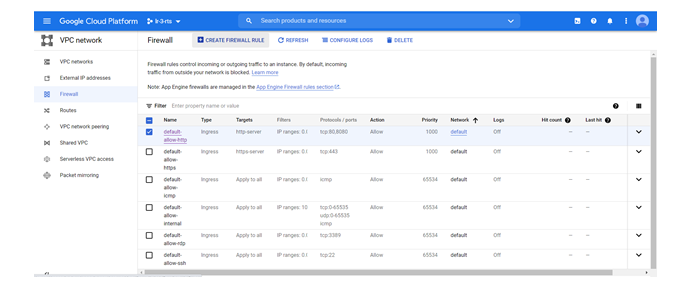 Google Cloud Platform lr-3-rts Search products and resources
VPC network Firewall CREATE FIREWALL RULE REFRESH CONFIGURE LOGS DELETE
VPC networks
External IP addresses
Firewall
Routes
VPC network peering
Shared VPC
Serverless VPC access
Packet mirroring
Firewall rules control incoming or outgoing traffic to an instance. By default, incoming
traffic from outside your network is blocked. Learn more
Note: App Engine firewalls are managed in the App Engine Firewall rules section
Filter Enter property name or value
Name Type Targets Filters Protocols / ports Action Priority Network Logs Hit count Last hit
default-allow-http Ingress http-server IP ranges: 0.( tcp:80,8080 Allow 1000 default Off — —
default-allow-https Ingress https-server IP ranges: 0.( tcp:443 Allow 1000 default Off — —
default-allow-icmp Ingress Apply to all IP ranges: 0.( icmp Allow 65534 default Off — —
default-allow-internal Ingress Apply to all IP ranges: 10 tcp:0-65535 udp:0-65535 icmp Allow 65534 default Off — —
default-allow-rdp Ingress Apply to all IP ranges: 0.( tcp:3389 Allow 65534 default Off — —
default-allow-ssh Ingress Apply to all IP ranges: 0.( tcp:22 Allow 65534 default Off — —